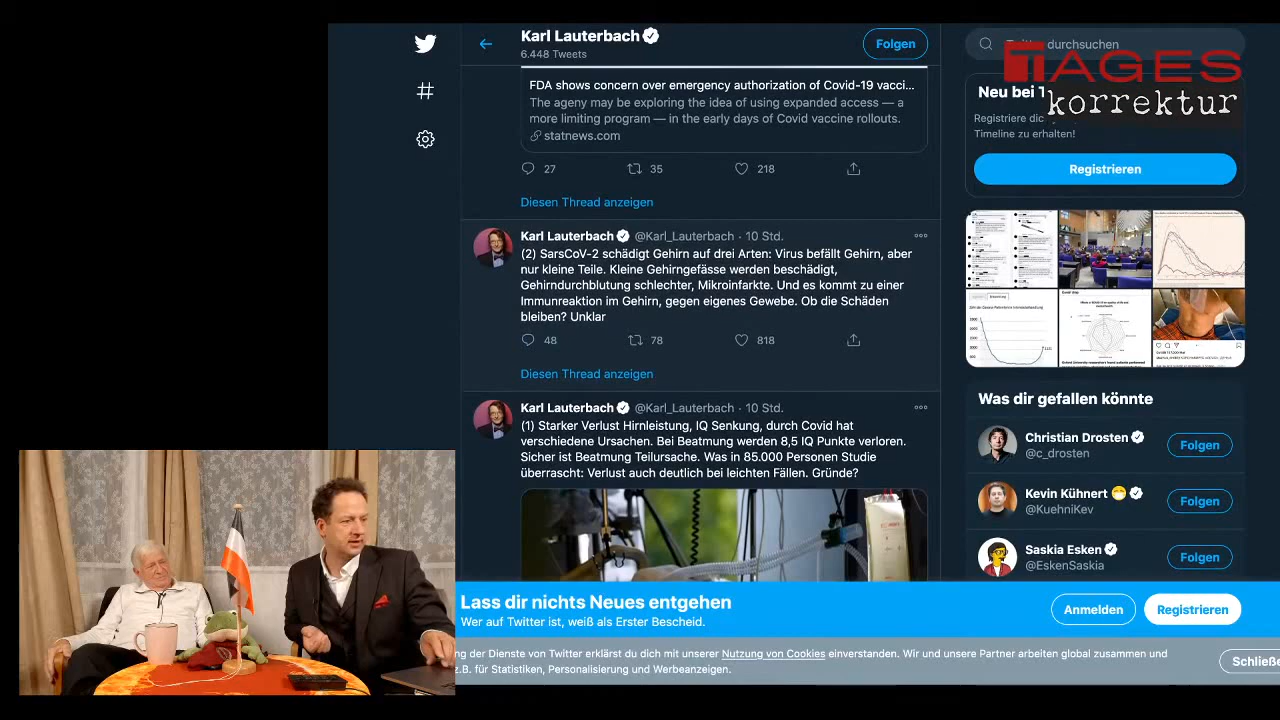 Karl Lauterbach
6.448 Tweets
Folgen
durchsuchen
TAGES
korrektur
FDA shows concern over emergency authorization of Covid-19 vacci...
The ageny may be exploring the idea of using expanded access — a
more limiting program — in the early days of Covid vaccine rollouts.
statnews.com
27
35
218
Diesen Thread anzeigen
Neu bei T
Registriere dic
Timeline zu erhalten!
Registrieren
Karl Lauterbach @Karl_Lauterbach · 10 Std.
(2) SarsCoV-2 schädigt Gehirn auf drei Arten: Virus befällt Gehirn, aber
nur kleine Teile. Kleine Gehirngefässe werden beschädigt,
Gehirndurchblutung schlechter, Mikroinfarkte. Und es kommt zu einer
Immunreaktion im Gehirn, gegen eigenes Gewebe. Ob die Schäden
bleiben? Unklar
48
78
818
Diesen Thread anzeigen
Karl Lauterbach @Karl_Lauterbach · 10 Std.
(1) Starker Verlust Hirnleistung, IQ Senkung, durch Covid hat
verschiedene Ursachen. Bei Beatmung werden 8,5 IQ Punkte verloren.
Sicher ist Beatmung Teilursache. Was in 85.000 Personen Studie
überrascht: Verlust auch deutlich bei leichten Fällen. Gründe?
Was dir gefallen könnte
Christian Drosten
@c_drosten
Folgen
Kevin Kühnert
@KuehniKev
Folgen
Saskia Esken
@EskenSaskia
Folgen
Lass dir nichts Neues entgehen
Wer auf Twitter ist, weiß als Erster Bescheid.
Anmelden
Registrieren
ng der Dienste von Twitter erklärst du dich mit unserer Nutzung von Cookies einverstanden. Wir und unsere Partner arbeiten global zusammen und
z.B. für Statistiken, Personalisierung und Werbeanzeigen.
Schließe